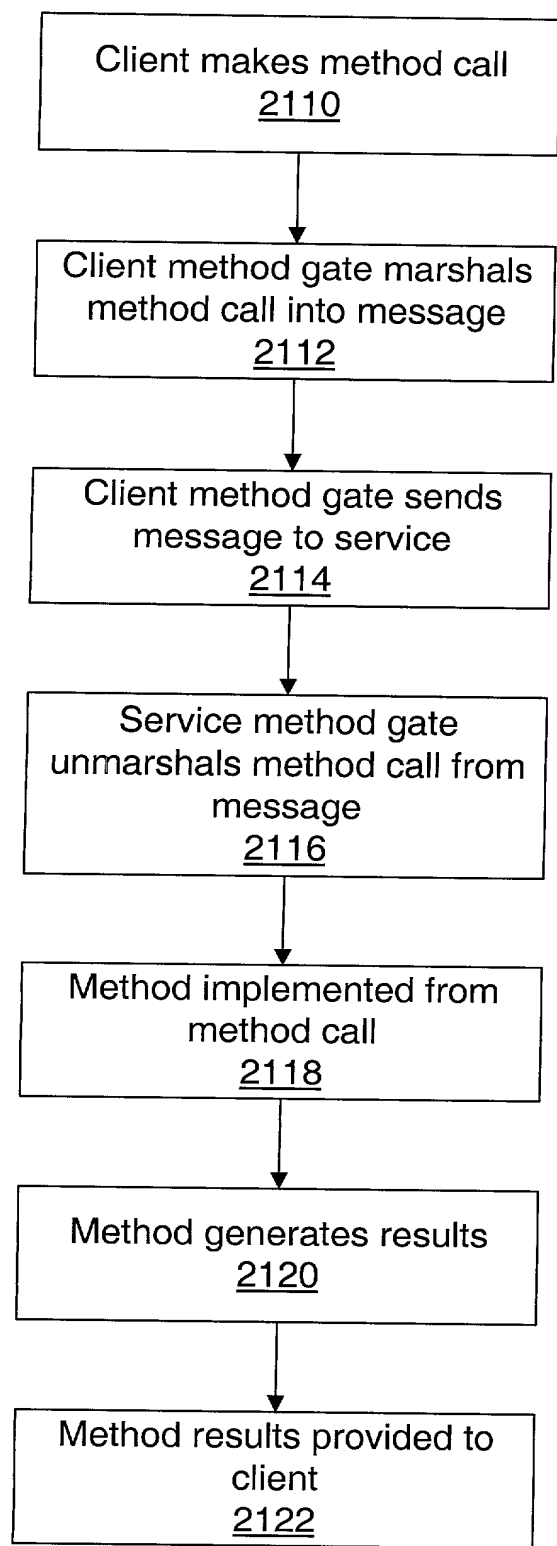 Client makes method call
2110
Client method gate marshals
method call into message
2112
Client method gate sends
message to service
2114
Service method gate
unmarshals method call from
message
2116
Method implemented from
method call
2118
Method generates results
2120
Method results provided to
client
2122